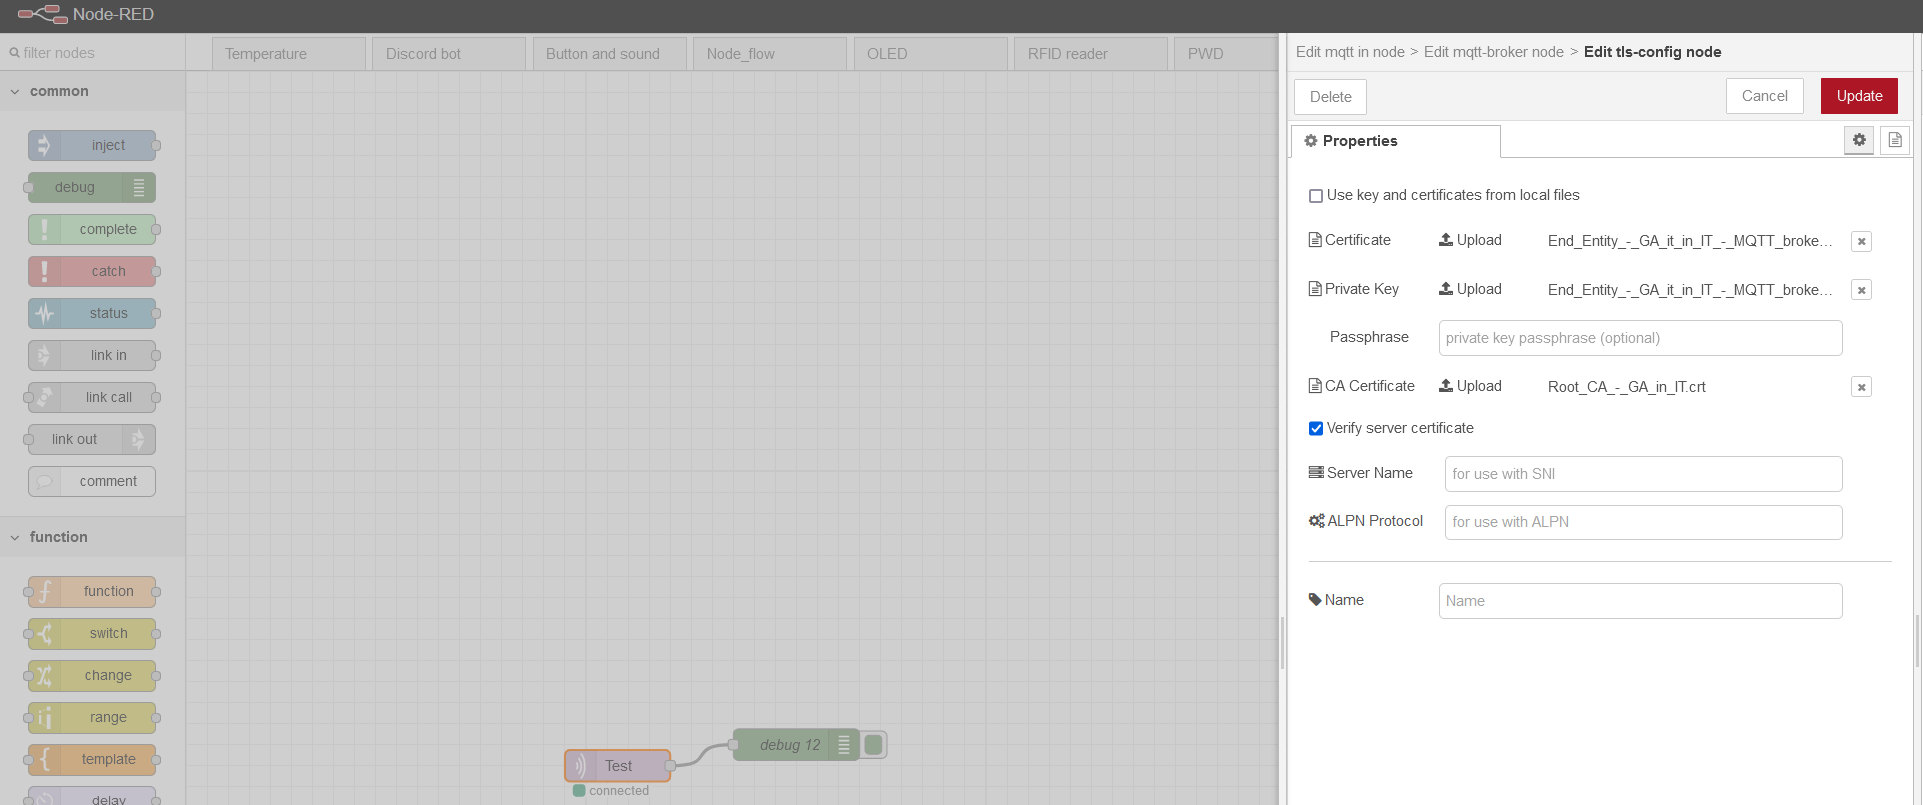 Node-RED
filter nodes
Temperature
Discord bot
Button and sound
Node_flow
OLED
RFID reader
PWD
common
inject
debug
complete
catch
status
link in
link call
link out
comment
function
function
switch
change
range
template
delay
Test
connected
debug 12
Edit mqtt in node > Edit mqtt-broker node > Edit tls-config node
Delete
Cancel
Update
Properties
Use key and certificates from local files
Certificate Upload End_Entity_-_GA_it_in_IT_-_MQTT_broke...
Private Key Upload End_Entity_-_GA_it_in_IT_-_MQTT_broke...
Passphrase private key passphrase (optional)
CA Certificate Upload Root_CA_-_GA_in_IT.crt
Verify server certificate
Server Name for use with SNI
ALPN Protocol for use with ALPN
Name Name